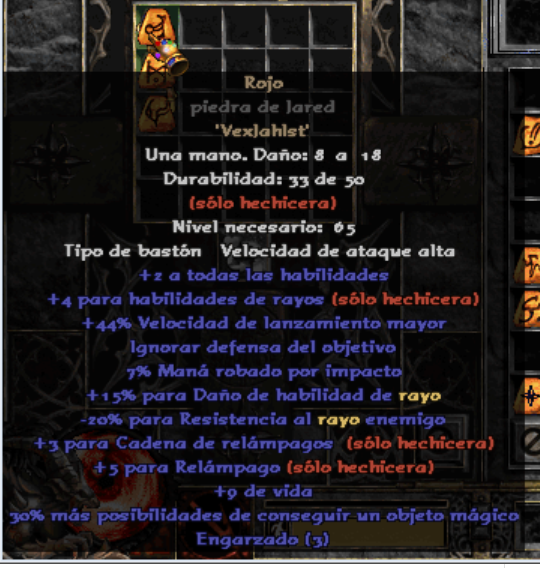 Rojo
piedra de Jared
'VexJahIst'
Una mano. Daño: 8 a 18
Durabilidad: 33 de 50
(sólo hechicera)
Nivel necesario: 65
Tipo de bastón Velocidad de ataque alta
+2 a todas las habilidades
+4 para habilidades de rayos (sólo hechicera)
+44% Velocidad de lanzamiento mayor
Ignorar defensa del objetivo
7% Maná robado por impacto
+15% para Daño de habilidad de rayo
-20% para Resistencia al rayo enemigo
+3 para Cadena de relámpagos (sólo hechicera)
+5 para Relámpago (sólo hechicera)
+9 de vida
30% más posibilidades de conseguir un objeto mágico
Engarzado (3)